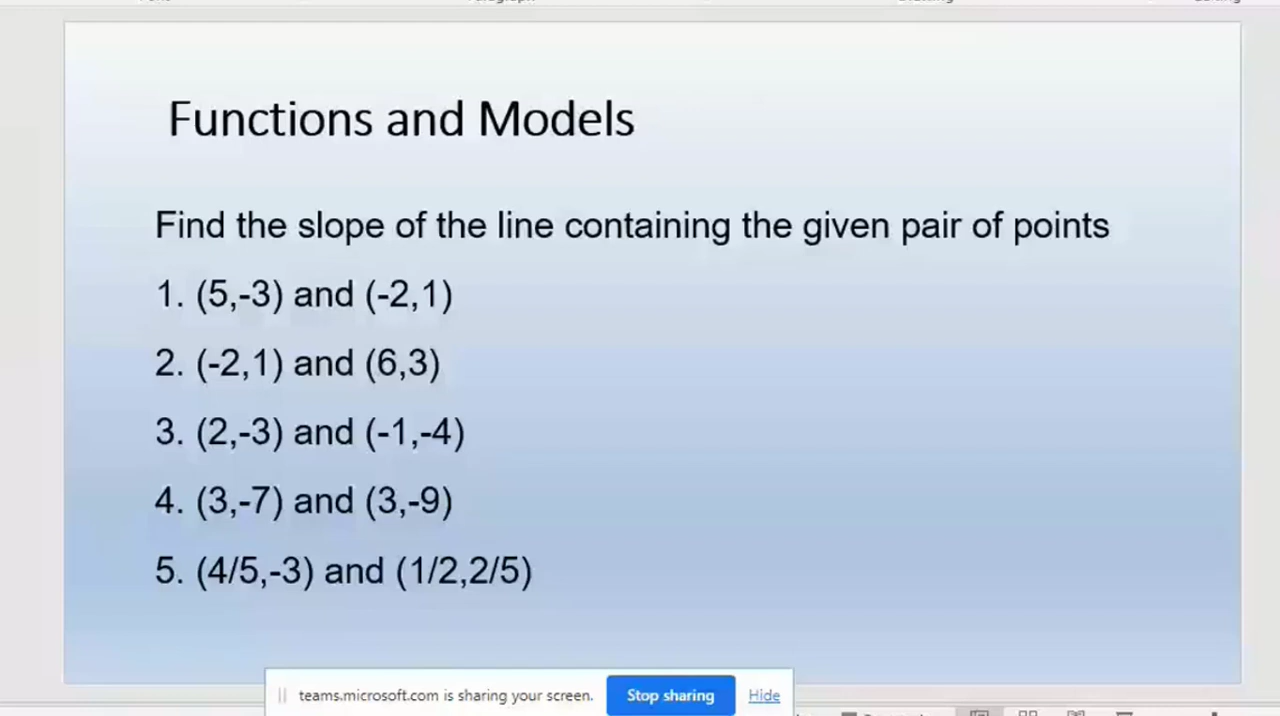 Functions and Models
Find the slope of the line containing the given pair of points
1. (5,-3) and (-2,1)
2. (-2,1) and (6,3)
3. (2,-3) and (-1,-4)
4. (3,-7) and (3,-9)
5. (4/5,-3) and (1/2,2/5)
teams.microsoft.com is sharing your screen. Stop sharing Hide